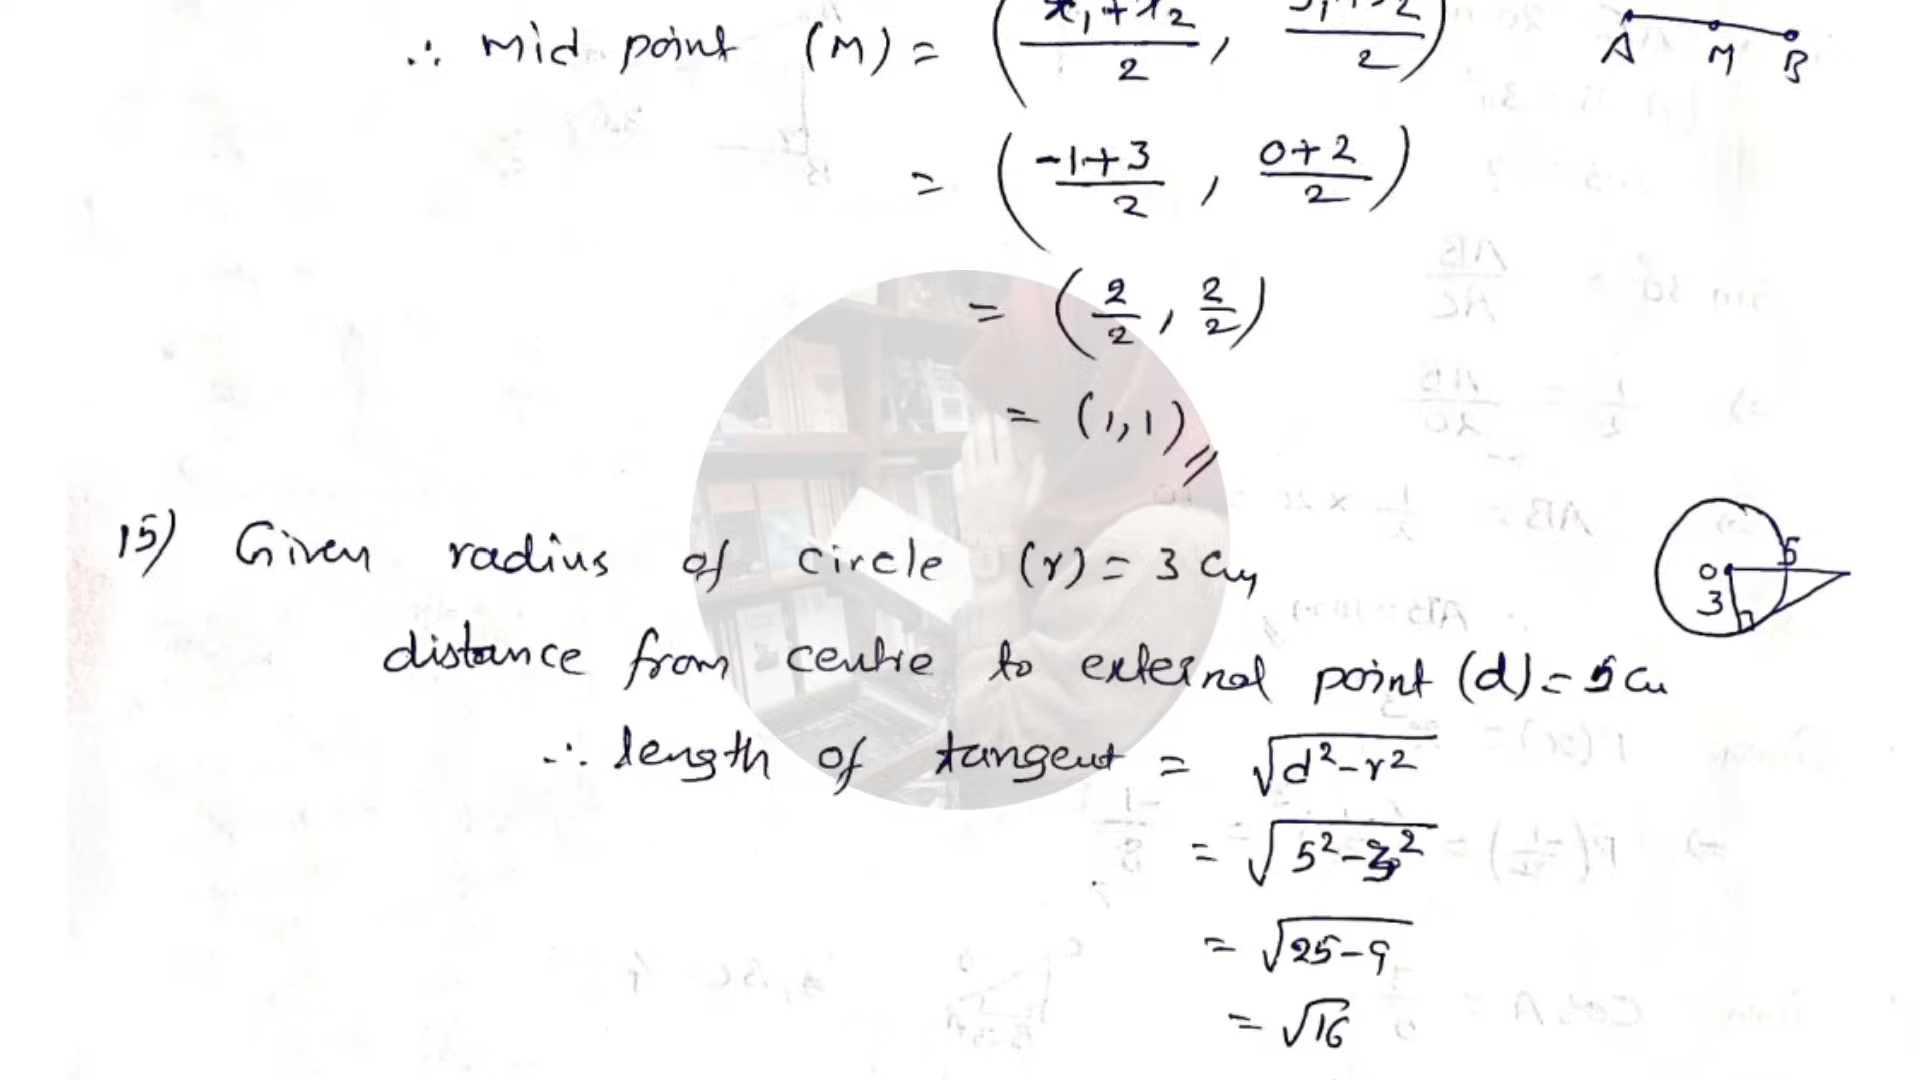 ∴ Mid point (M) = (x₁+x₂/2, y₁+y₂/2) A M B
= (-1+3/2, 0+2/2)
= (2/2, 2/2)
= (1,1)
15) Given radius of circle (r) = 3 cm
O 3 5
distance from centre to external point (d) = 5 cm
∴ length of tangent = √d²-r²
= √5²-3²
= √25-9
= √16